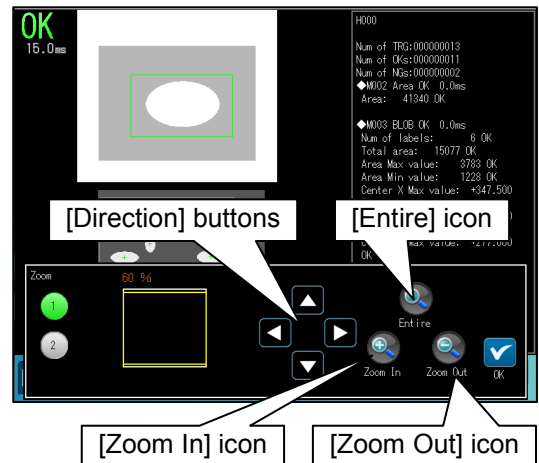 OK
15.0ms
H000
Num of TRG:000000013
Num of OKs:000000011
Num of NGs:000000002
◆M002 Area OK 0.0ms
Area: 41340 OK
◆M003 BLOB OK 0.0ms
Num of labels: 6 OK
Total area: 15077 OK
Area Max value: 3783 OK
Area Min value: 1228 OK
Center X Max value: +347.500
[Direction] buttons
[Entire] icon
Max value: +277.000
OK
Zoom
60 %
1
2
Entire
Zoom In
Zoom Out
OK
[Zoom In] icon
[Zoom Out] icon